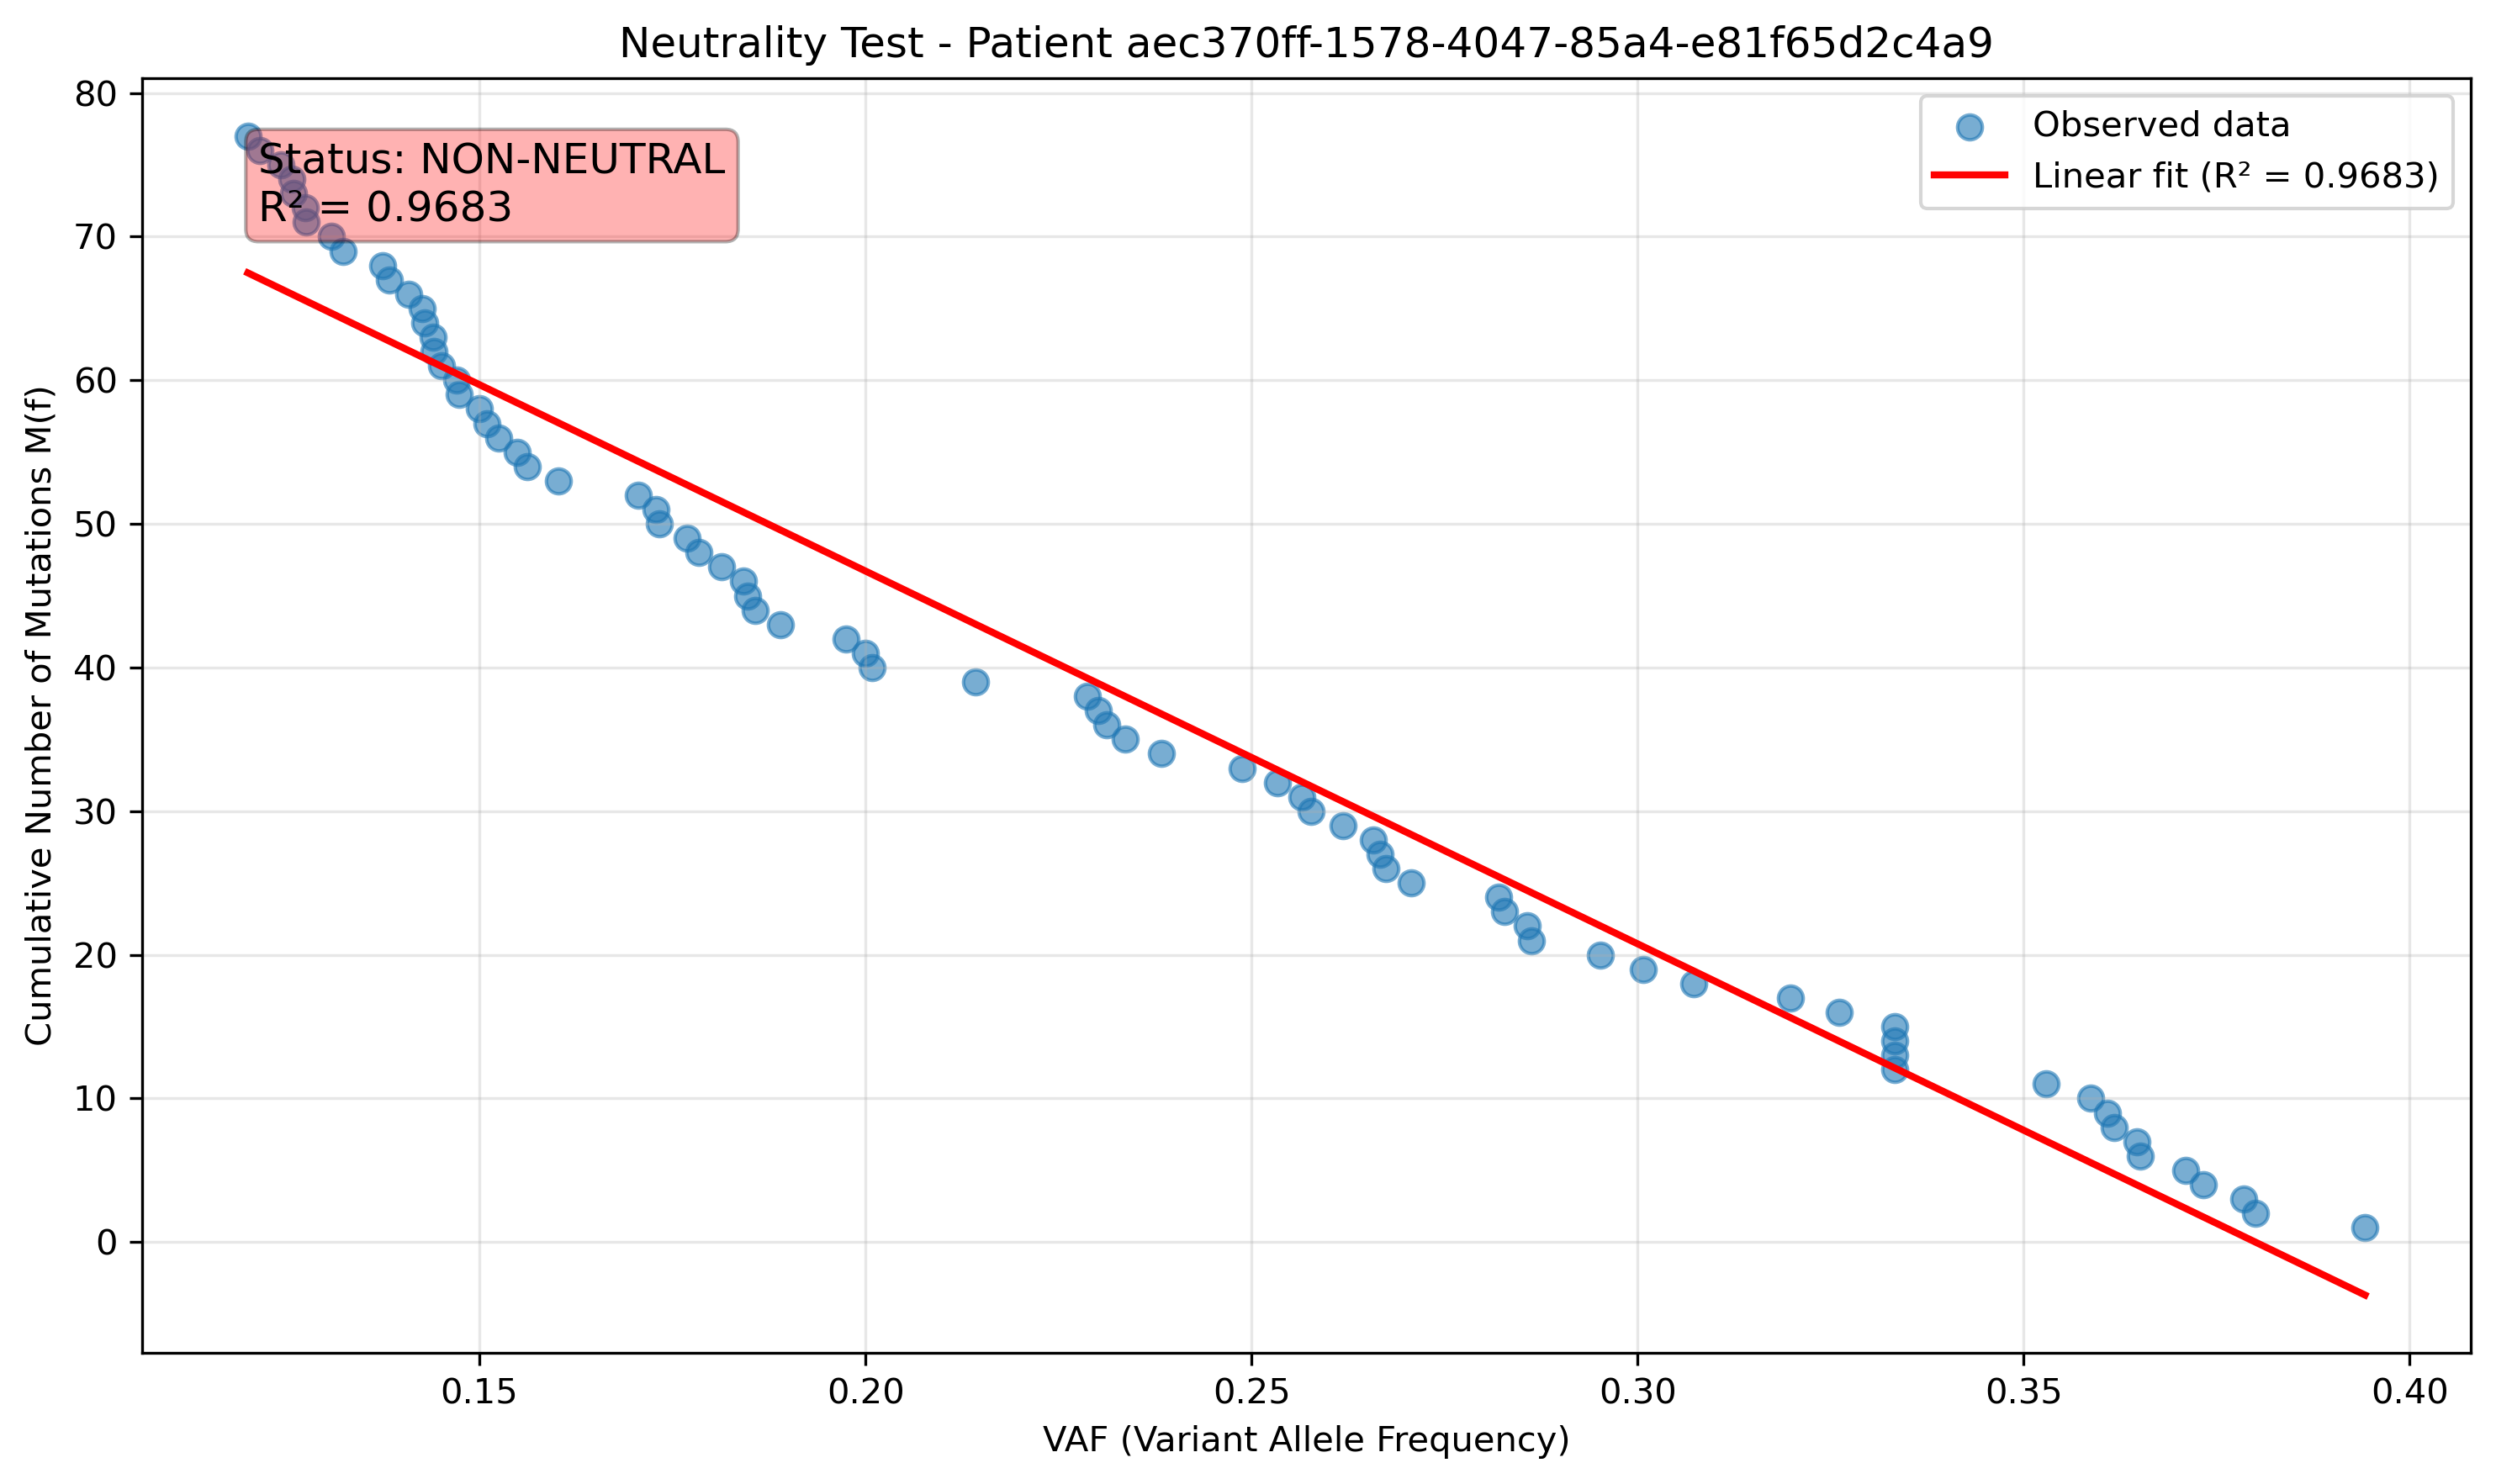 Neutrality Test - Patient aec370ff-1578-4047-85a4-e81f65d2c4a9
Status: NON-NEUTRAL
R² = 0.9683
Observed data
Linear fit (R² = 0.9683)
Cumulative Number of Mutations M(f)
80
70
60
50
40
30
20
10
0
0.15 0.20 0.25 0.30 0.35 0.40
VAF (Variant Allele Frequency)